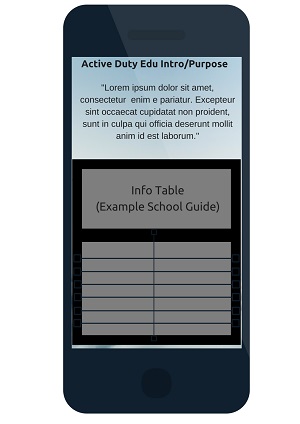 Active Duty Edu Intro/Purpose
"Lorem ipsum dolor sit amet,
consectetur enim e pariatur. Excepteur
sint occaecat cupidatat non proident,
sunt in culpa qui officia deserunt mollit
anim id est laborum."
Info Table
(Example School Guide)